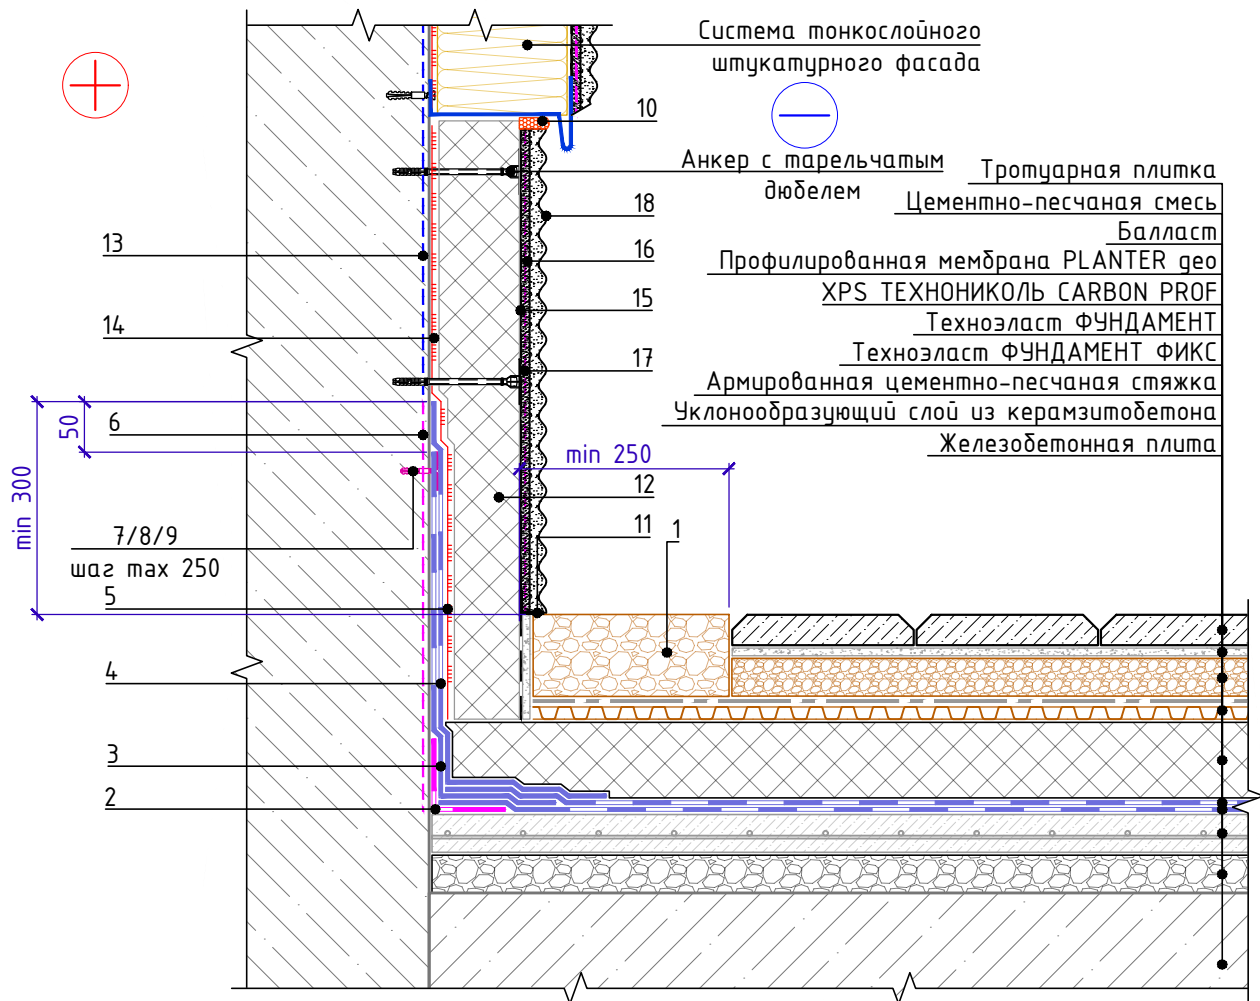 Система тонкослойного
штукатурного фасада
10
Анкер с тарельчатым
дюбелем
18
16
15
17
12
11
1
min 250
Тротуарная плитка
Цементно-песчаная смесь
Балласт
Профилированная мембрана PLANTER geo
XPS ТЕХНОНИКОЛЬ CARBON PROF
Техноэласт ФУНДАМЕНТ
Техноэласт ФУНДАМЕНТ ФИКС
Армированная цементно-песчаная стяжка
Уклонообразующий слой из керамзитобетона
Железобетонная плита
13
14
6
50
min 300
7/8/9
шаг max 250
5
4
3
2